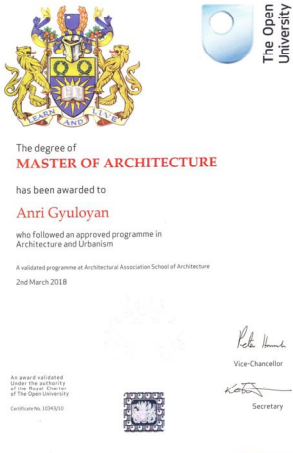 The Open
University
LEARN
AND
LIVE
The degree of
MASTER OF ARCHITECTURE
has been awarded to
Anri Gyuloyan
who followed an approved programme in
Architecture and Urbanism
A validated programme at Architectural Association School of Architecture
2nd March 2018
Vice-Chancellor
An award validated
Under the authority
of the Royal Charter
of The Open University
Certificate No. 10343/10
Secretary